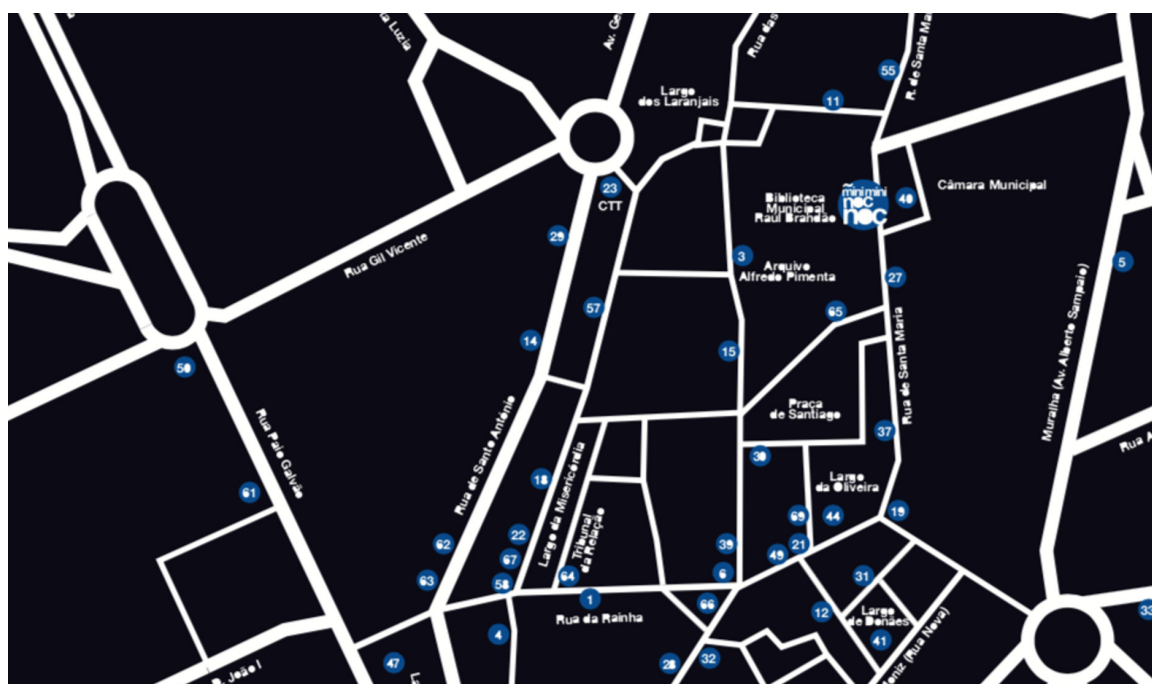 a Luzia
Av. Ge
Rua das
R. de Santa Ma
55
Largo
dos Laranjais
11
23
CTT
Biblioteca
Municipal
Raul Brandão
mini mini
noc
noc
40
Câmara Municipal
29
Rua Gil Vicente
3
Arquivo
Alfredo Pimenta
27
5
57
65
14
15
50
Rua de Santa Maria
Muralha (Av. Alberto Sampaio)
Praça
de Santiago
Rua Paio Galvão
Rua de Santo António
37
Rua A
30
18
Largo da Misericórdia
Largo
da Oliveira
61
Tribunal
da Relação
69
44
19
22
62
39
21
49
67
63
58
64
6
31
1
66
12
Largo
de Donães
33
Rua da Rainha
4
41
47
28
32
D. João I
oniz (Rua Nova)